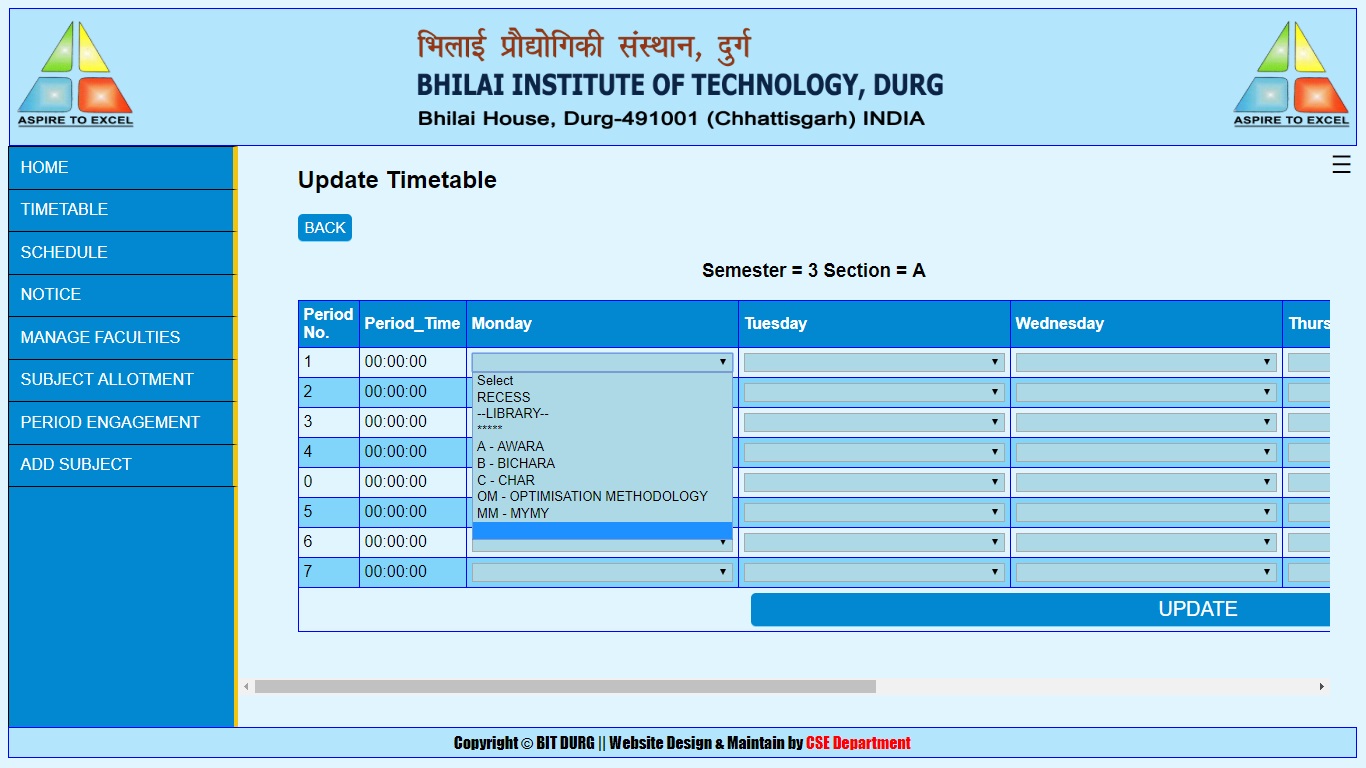 ASPIRE TO EXCEL
भिलाई प्रौद्योगिकी संस्थान, दुर्ग
BHILAI INSTITUTE OF TECHNOLOGY, DURG
Bhilai House, Durg-491001 (Chhattisgarh) INDIA
ASPIRE TO EXCEL
HOME
TIMETABLE
SCHEDULE
NOTICE
MANAGE FACULTIES
SUBJECT ALLOTMENT
PERIOD ENGAGEMENT
ADD SUBJECT
☰
Update Timetable
BACK
Semester = 3 Section = A
Period No. Period_Time Monday Tuesday Wednesday Thurs
1 00:00:00
2 00:00:00
3 00:00:00
4 00:00:00
0 00:00:00
5 00:00:00
6 00:00:00
7 00:00:00
Select
RECESS
--LIBRARY--
*****
A - AWARA
B - BICHARA
C - CHAR
OM - OPTIMISATION METHODOLOGY
MM - MYMY
UPDATE
Copyright © BIT DURG || Website Design & Maintain by CSE Department